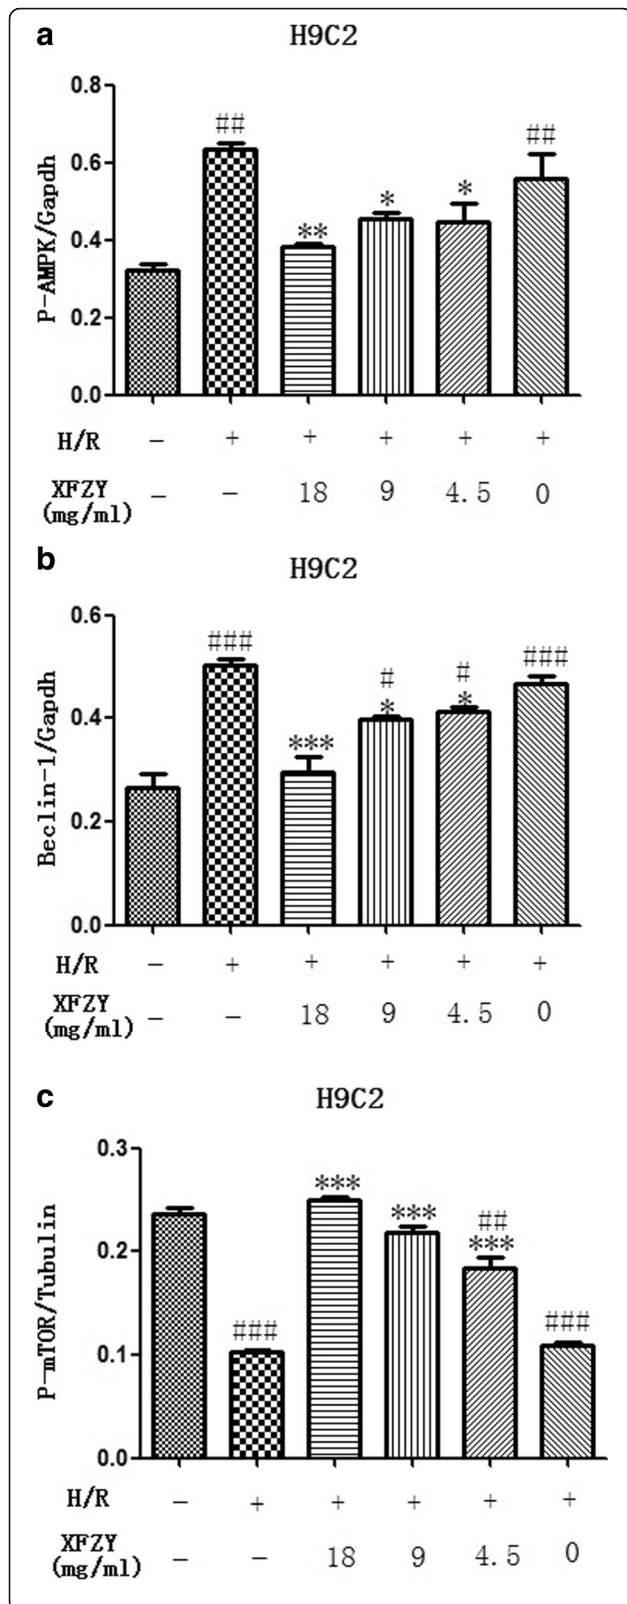 a
H9C2
P-AMPK/Gapdh
0.8
0.6
0.4
0.2
0.0
## ** * * ##
H/R − + + + + +
XFZY (mg/ml) − − 18 9 4.5 0
b
H9C2
Beclin-1/Gapdh
0.6
0.4
0.2
0.0
### *** # * # * ###
H/R − + + + + +
XFZY (mg/ml) − − 18 9 4.5 0
c
H9C2
P-mTOR/Tubulin
0.3
0.2
0.1
0.0
### *** *** ## *** ###
H/R − + + + + +
XFZY (mg/ml) − − 18 9 4.5 0